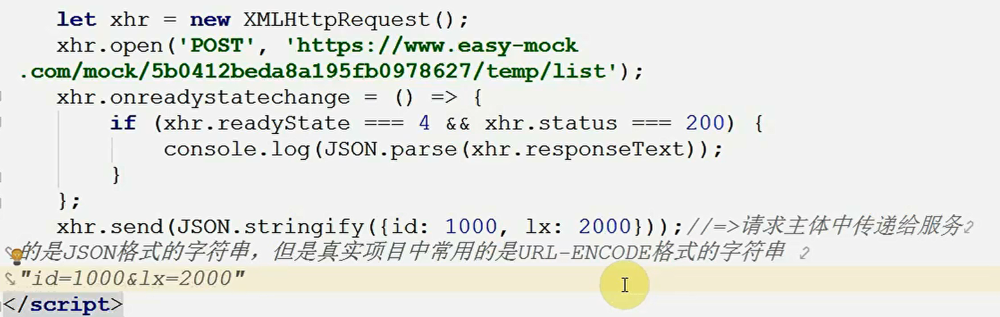 let xhr = new XMLHttpRequest();
xhr.open('POST', 'https://www.easy-mock
.com/mock/5b0412beda8a195fb0978627/temp/list');
xhr.onreadystatechange = () => {
if (xhr.readyState === 4 && xhr.status === 200) {
console.log(JSON.parse(xhr.responseText));
}
};
xhr.send(JSON.stringify({id: 1000, lx: 2000}));//=>请求主体中传递给服务
的是JSON格式的字符串，但是真实项目中常用的是URL-ENCODE格式的字符串
"id=1000&lx=2000"
</script>